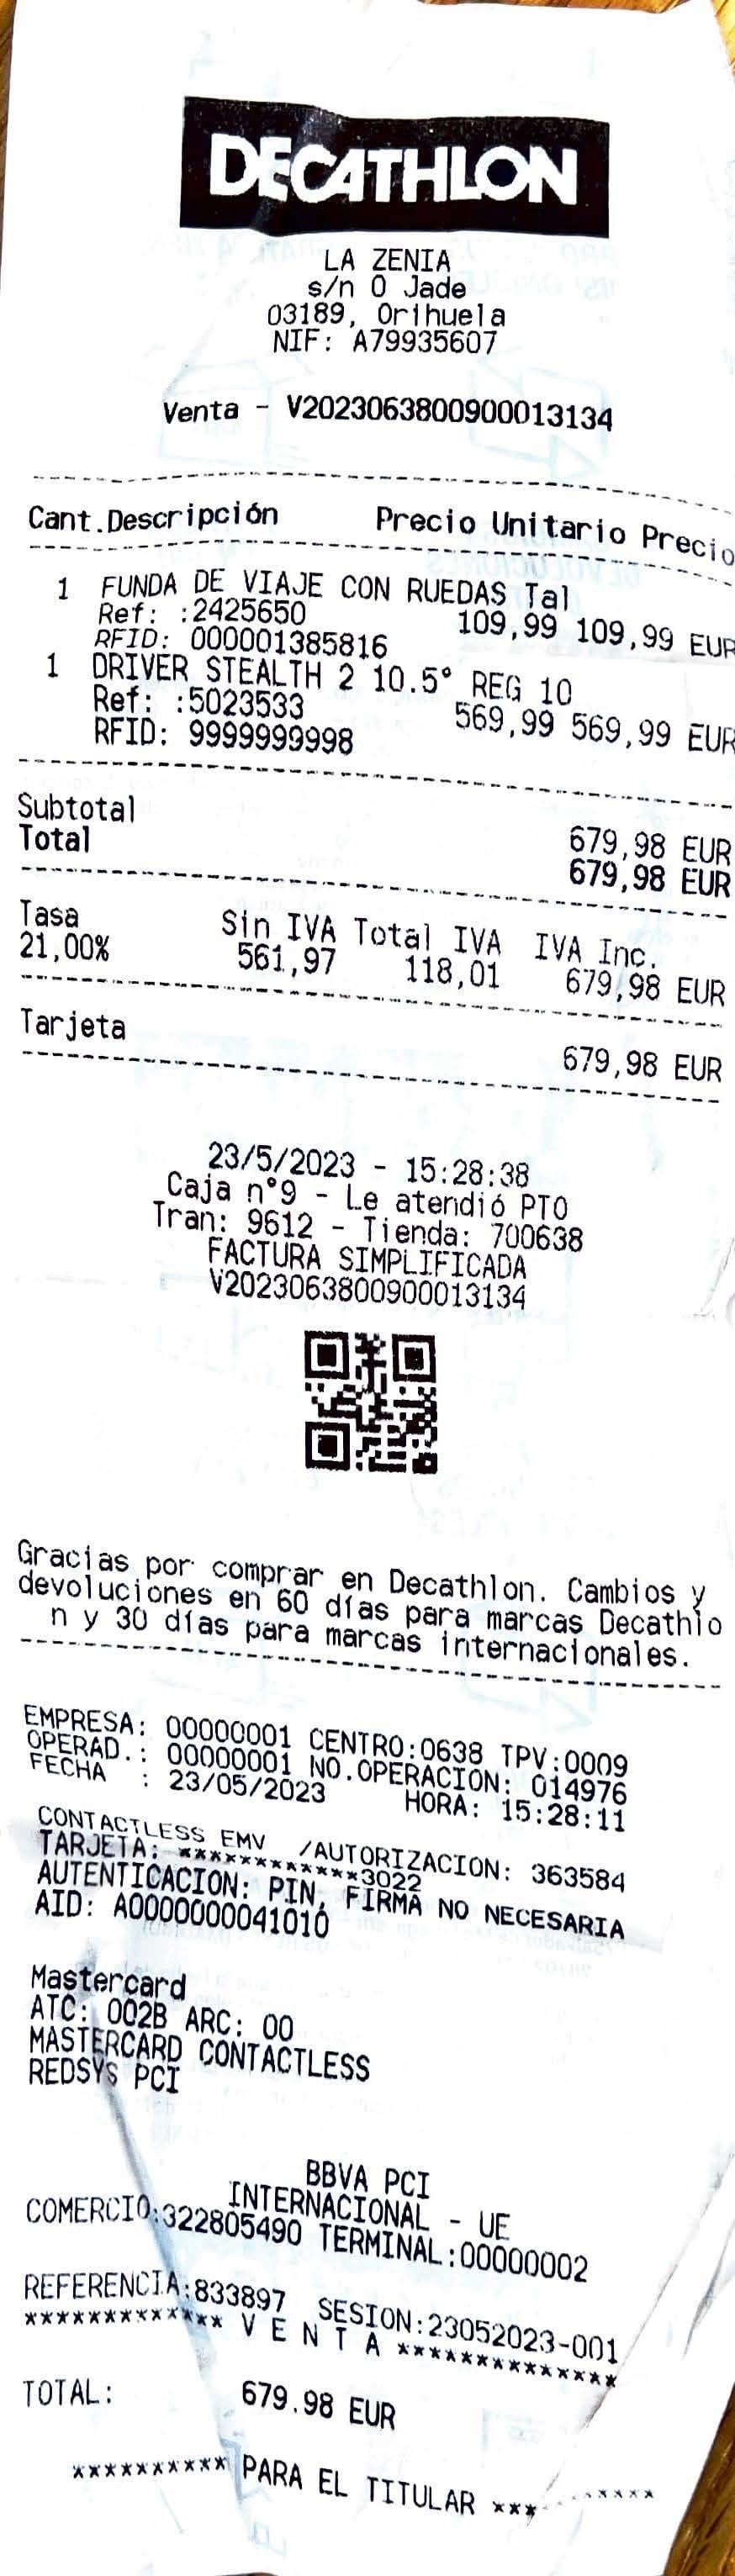 DECATHLON
LA ZENIA
s/n 0 Jade
03189, Orihuela
NIF: A79935607
Venta - V2023063800900013134
Cant.Descripción Precio Unitario Precio
1 FUNDA DE VIAJE CON RUEDAS Tal
Ref: :2425650 109,99 109,99 EUR
RFID: 000001385816
1 DRIVER STEALTH 2 10.5° REG 10
Ref: :5023533 569,99 569,99 EUR
RFID: 9999999998
Subtotal 679,98 EUR
Total 679,98 EUR
Tasa Sin IVA Total IVA IVA Inc.
21,00% 561,97 118,01 679,98 EUR
Tarjeta 679,98 EUR
23/5/2023 - 15:28:38
Caja n°9 - Le atendió PTO
Tran: 9612 - Tienda: 700638
FACTURA SIMPLIFICADA
V2023063800900013134
Gracias por comprar en Decathlon. Cambios y
devoluciones en 60 días para marcas Decathlo
n y 30 días para marcas internacionales.
EMPRESA: 00000001 CENTRO:0638 TPV:0009
OPERAD.: 00000001 NO.OPERACION: 014976
FECHA : 23/05/2023 HORA: 15:28:11
CONTACTLESS EMV /AUTORIZACION: 363584
TARJETA: ************3022
AUTENTICACION: PIN, FIRMA NO NECESARIA
AID: A0000000041010
Mastercard
ATC: 002B ARC: 00
MASTERCARD CONTACTLESS
REDSYS PCI
BBVA PCI
INTERNACIONAL - UE
COMERCIO:322805490 TERMINAL:00000002
REFERENCIA:833897 SESION:23052023-001
************* V E N T A **************
TOTAL: 679.98 EUR
********** PARA EL TITULAR ***